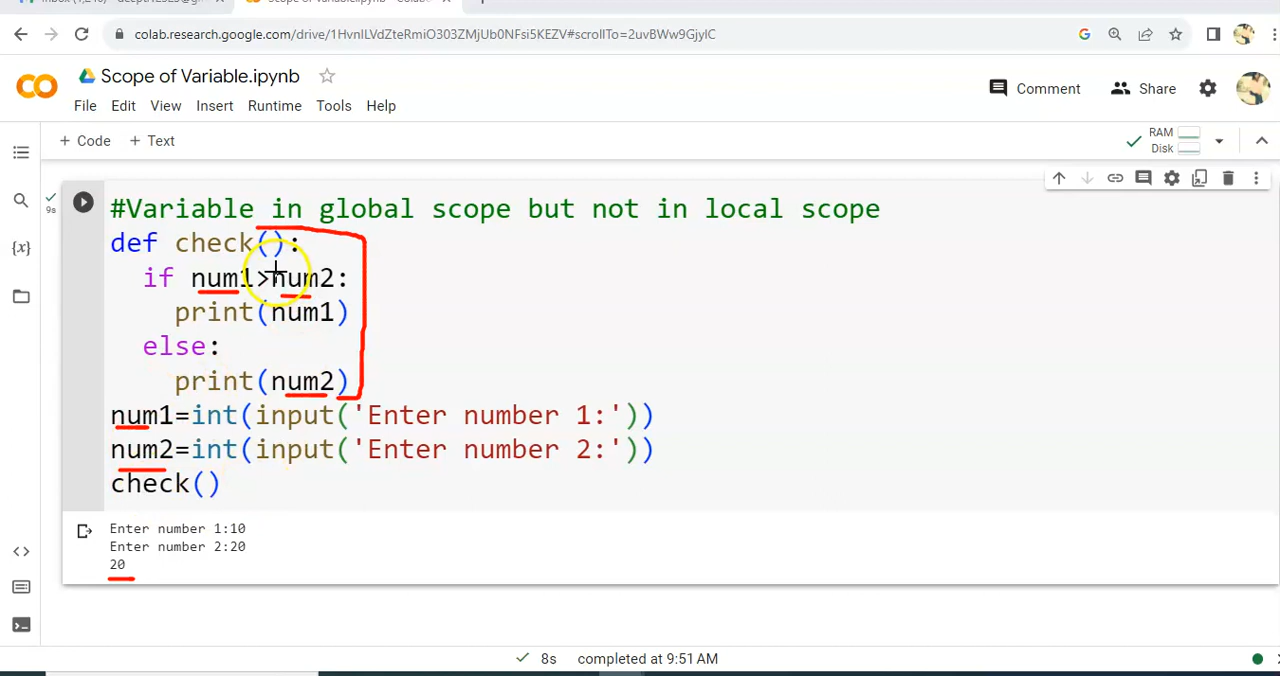 colab.research.google.com/drive/1HvnILVdZteRmiO303ZMjUb0NFsi5KEZV#scrollTo=2uvBWw9GjyIC
CO Scope of Variable.ipynb
Comment Share
File Edit View Insert Runtime Tools Help
+ Code + Text
RAM
Disk
9s
#Variable in global scope but not in local scope
def check():
if num1>num2:
print(num1)
else:
print(num2)
num1=int(input('Enter number 1:'))
num2=int(input('Enter number 2:'))
check()
{x}
Enter number 1:10
Enter number 2:20
20
8s completed at 9:51 AM